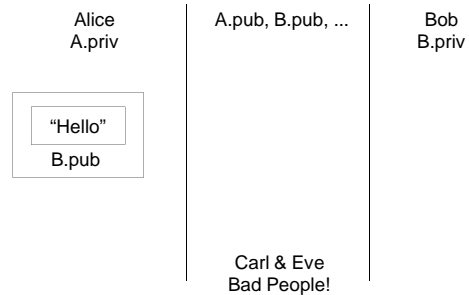 Alice
A.priv
A.pub, B.pub, ...
Bob
B.priv
“Hello”
B.pub
Carl & Eve
Bad People!